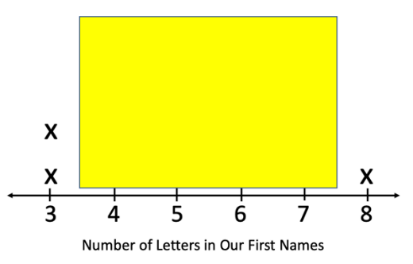 X
X X
3 4 5 6 7 8
Number of Letters in Our First Names